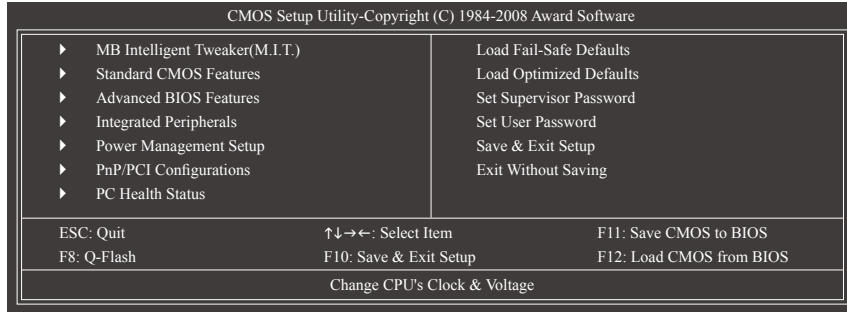 CMOS Setup Utility-Copyright (C) 1984-2008 Award Software
MB Intelligent Tweaker(M.I.T.)
Standard CMOS Features
Advanced BIOS Features
Integrated Peripherals
Power Management Setup
PnP/PCI Configurations
PC Health Status
Load Fail-Safe Defaults
Load Optimized Defaults
Set Supervisor Password
Set User Password
Save & Exit Setup
Exit Without Saving
ESC: Quit ↑↓→←: Select Item F11: Save CMOS to BIOS
F8: Q-Flash F10: Save & Exit Setup F12: Load CMOS from BIOS
Change CPU's Clock & Voltage